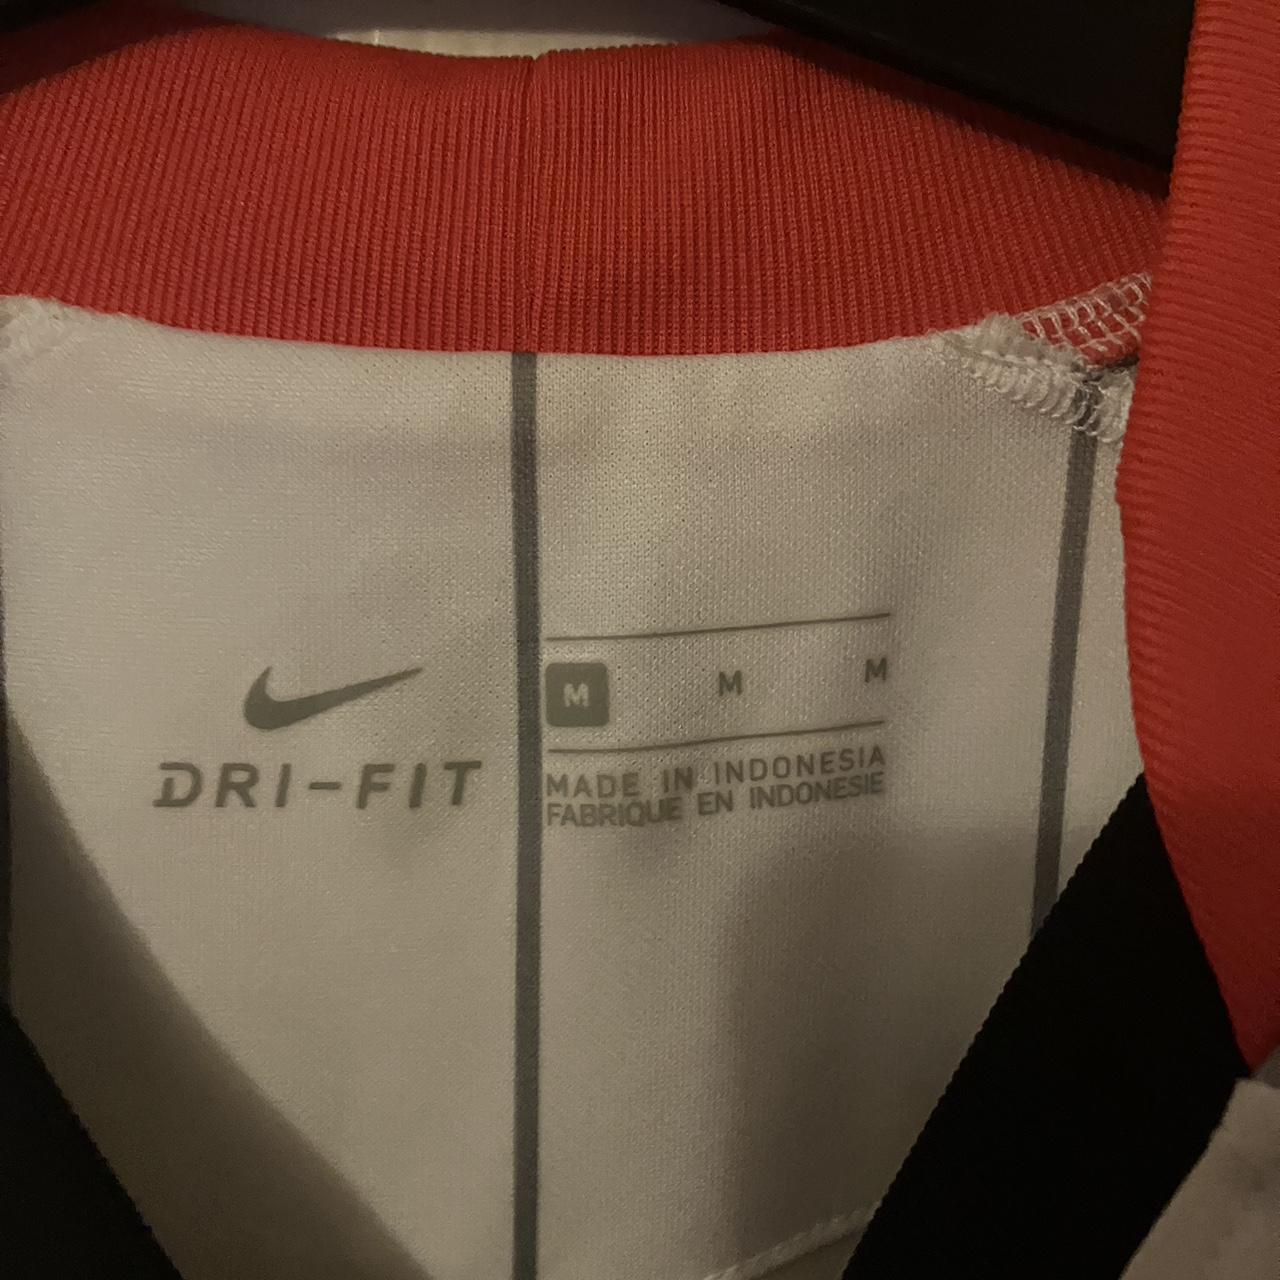 DRI-FIT
M M M
MADE IN INDONESIA
FABRIQUE EN INDONESIE